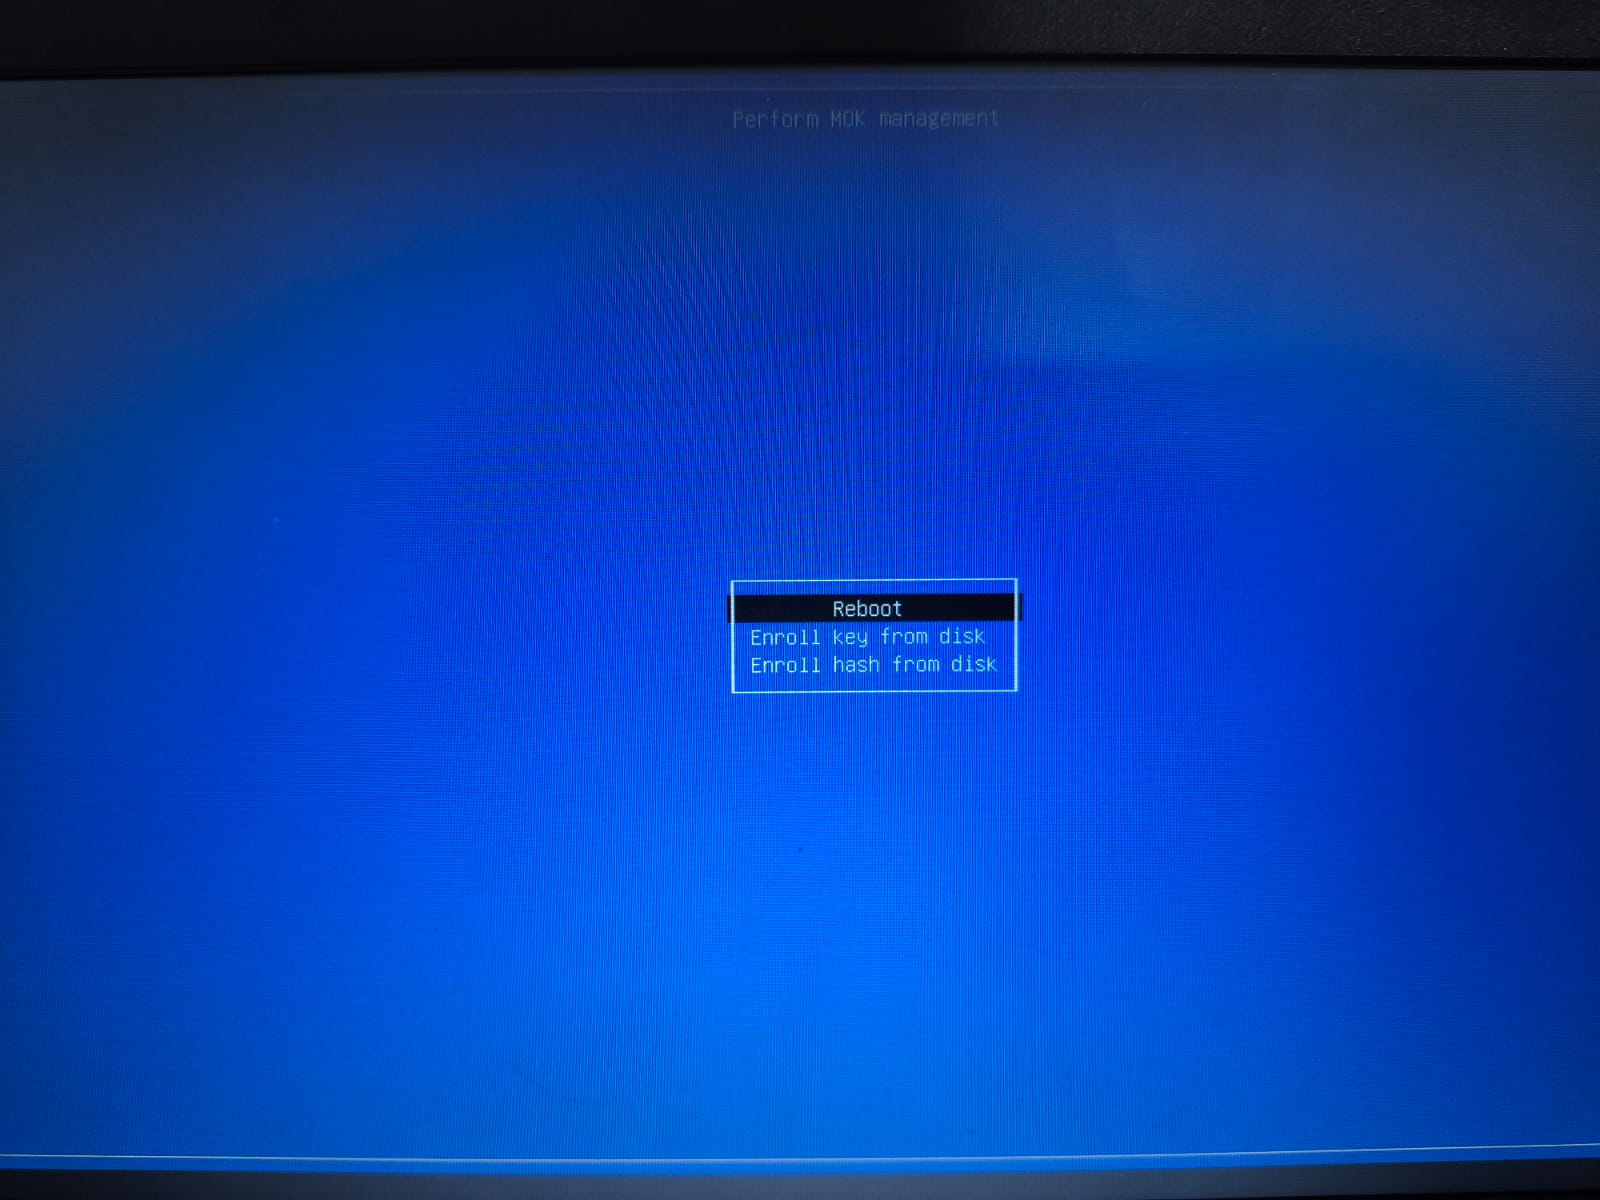 Perform MOK management
Reboot
Enroll key from disk
Enroll hash from disk